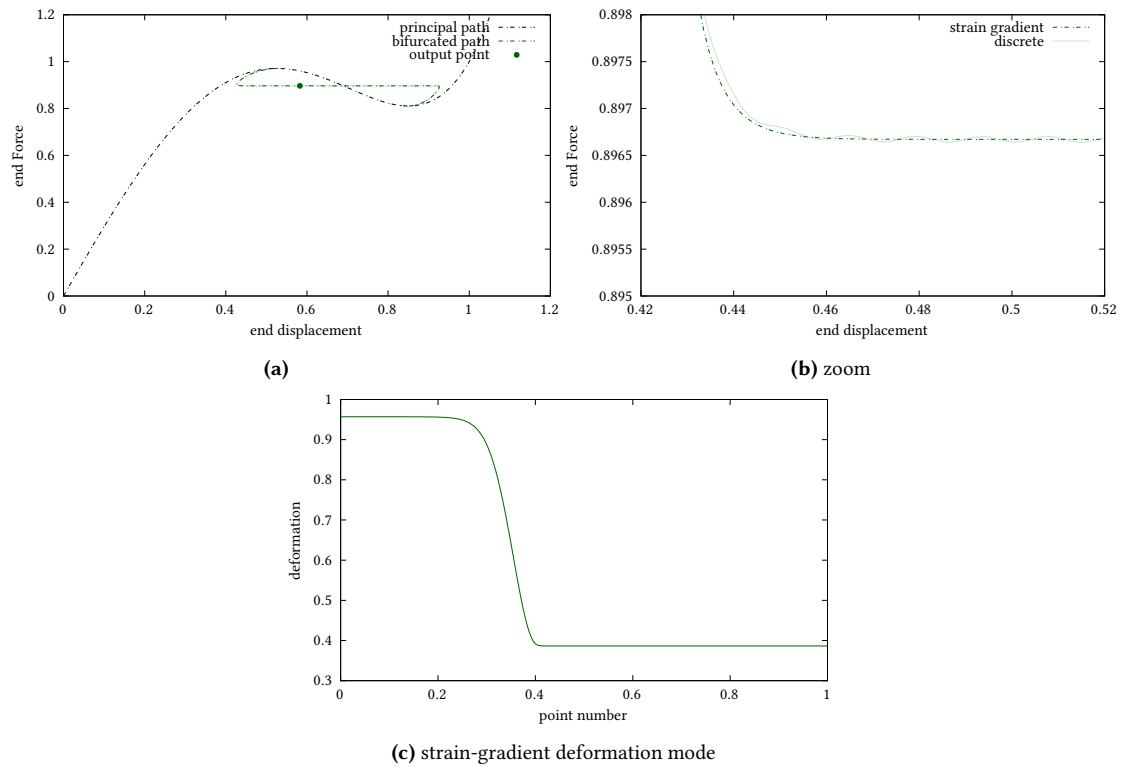 1.2
1
0.8
0.6
0.4
0.2
0
end Force
0 0.2 0.4 0.6 0.8 1 1.2
end displacement
principal path
bifurcated path
output point
(a)
0.898
0.8975
0.897
0.8965
0.896
0.8955
0.895
end Force
0.42 0.44 0.46 0.48 0.5 0.52
end displacement
strain gradient
discrete
(b) zoom
1
0.9
0.8
0.7
0.6
0.5
0.4
0.3
deformation
0 0.2 0.4 0.6 0.8 1
point number
(c) strain-gradient deformation mode